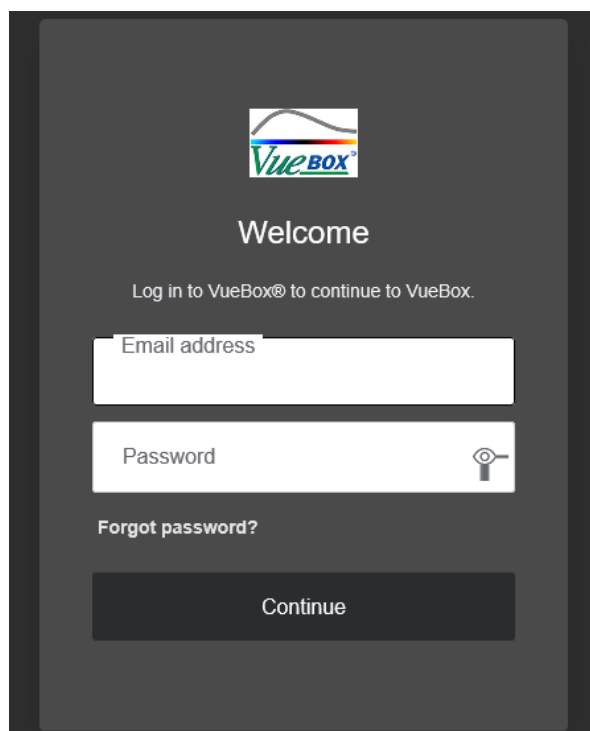 VueBOX
Welcome
Log in to VueBox® to continue to VueBox.
Email address
Password
Forgot password?
Continue